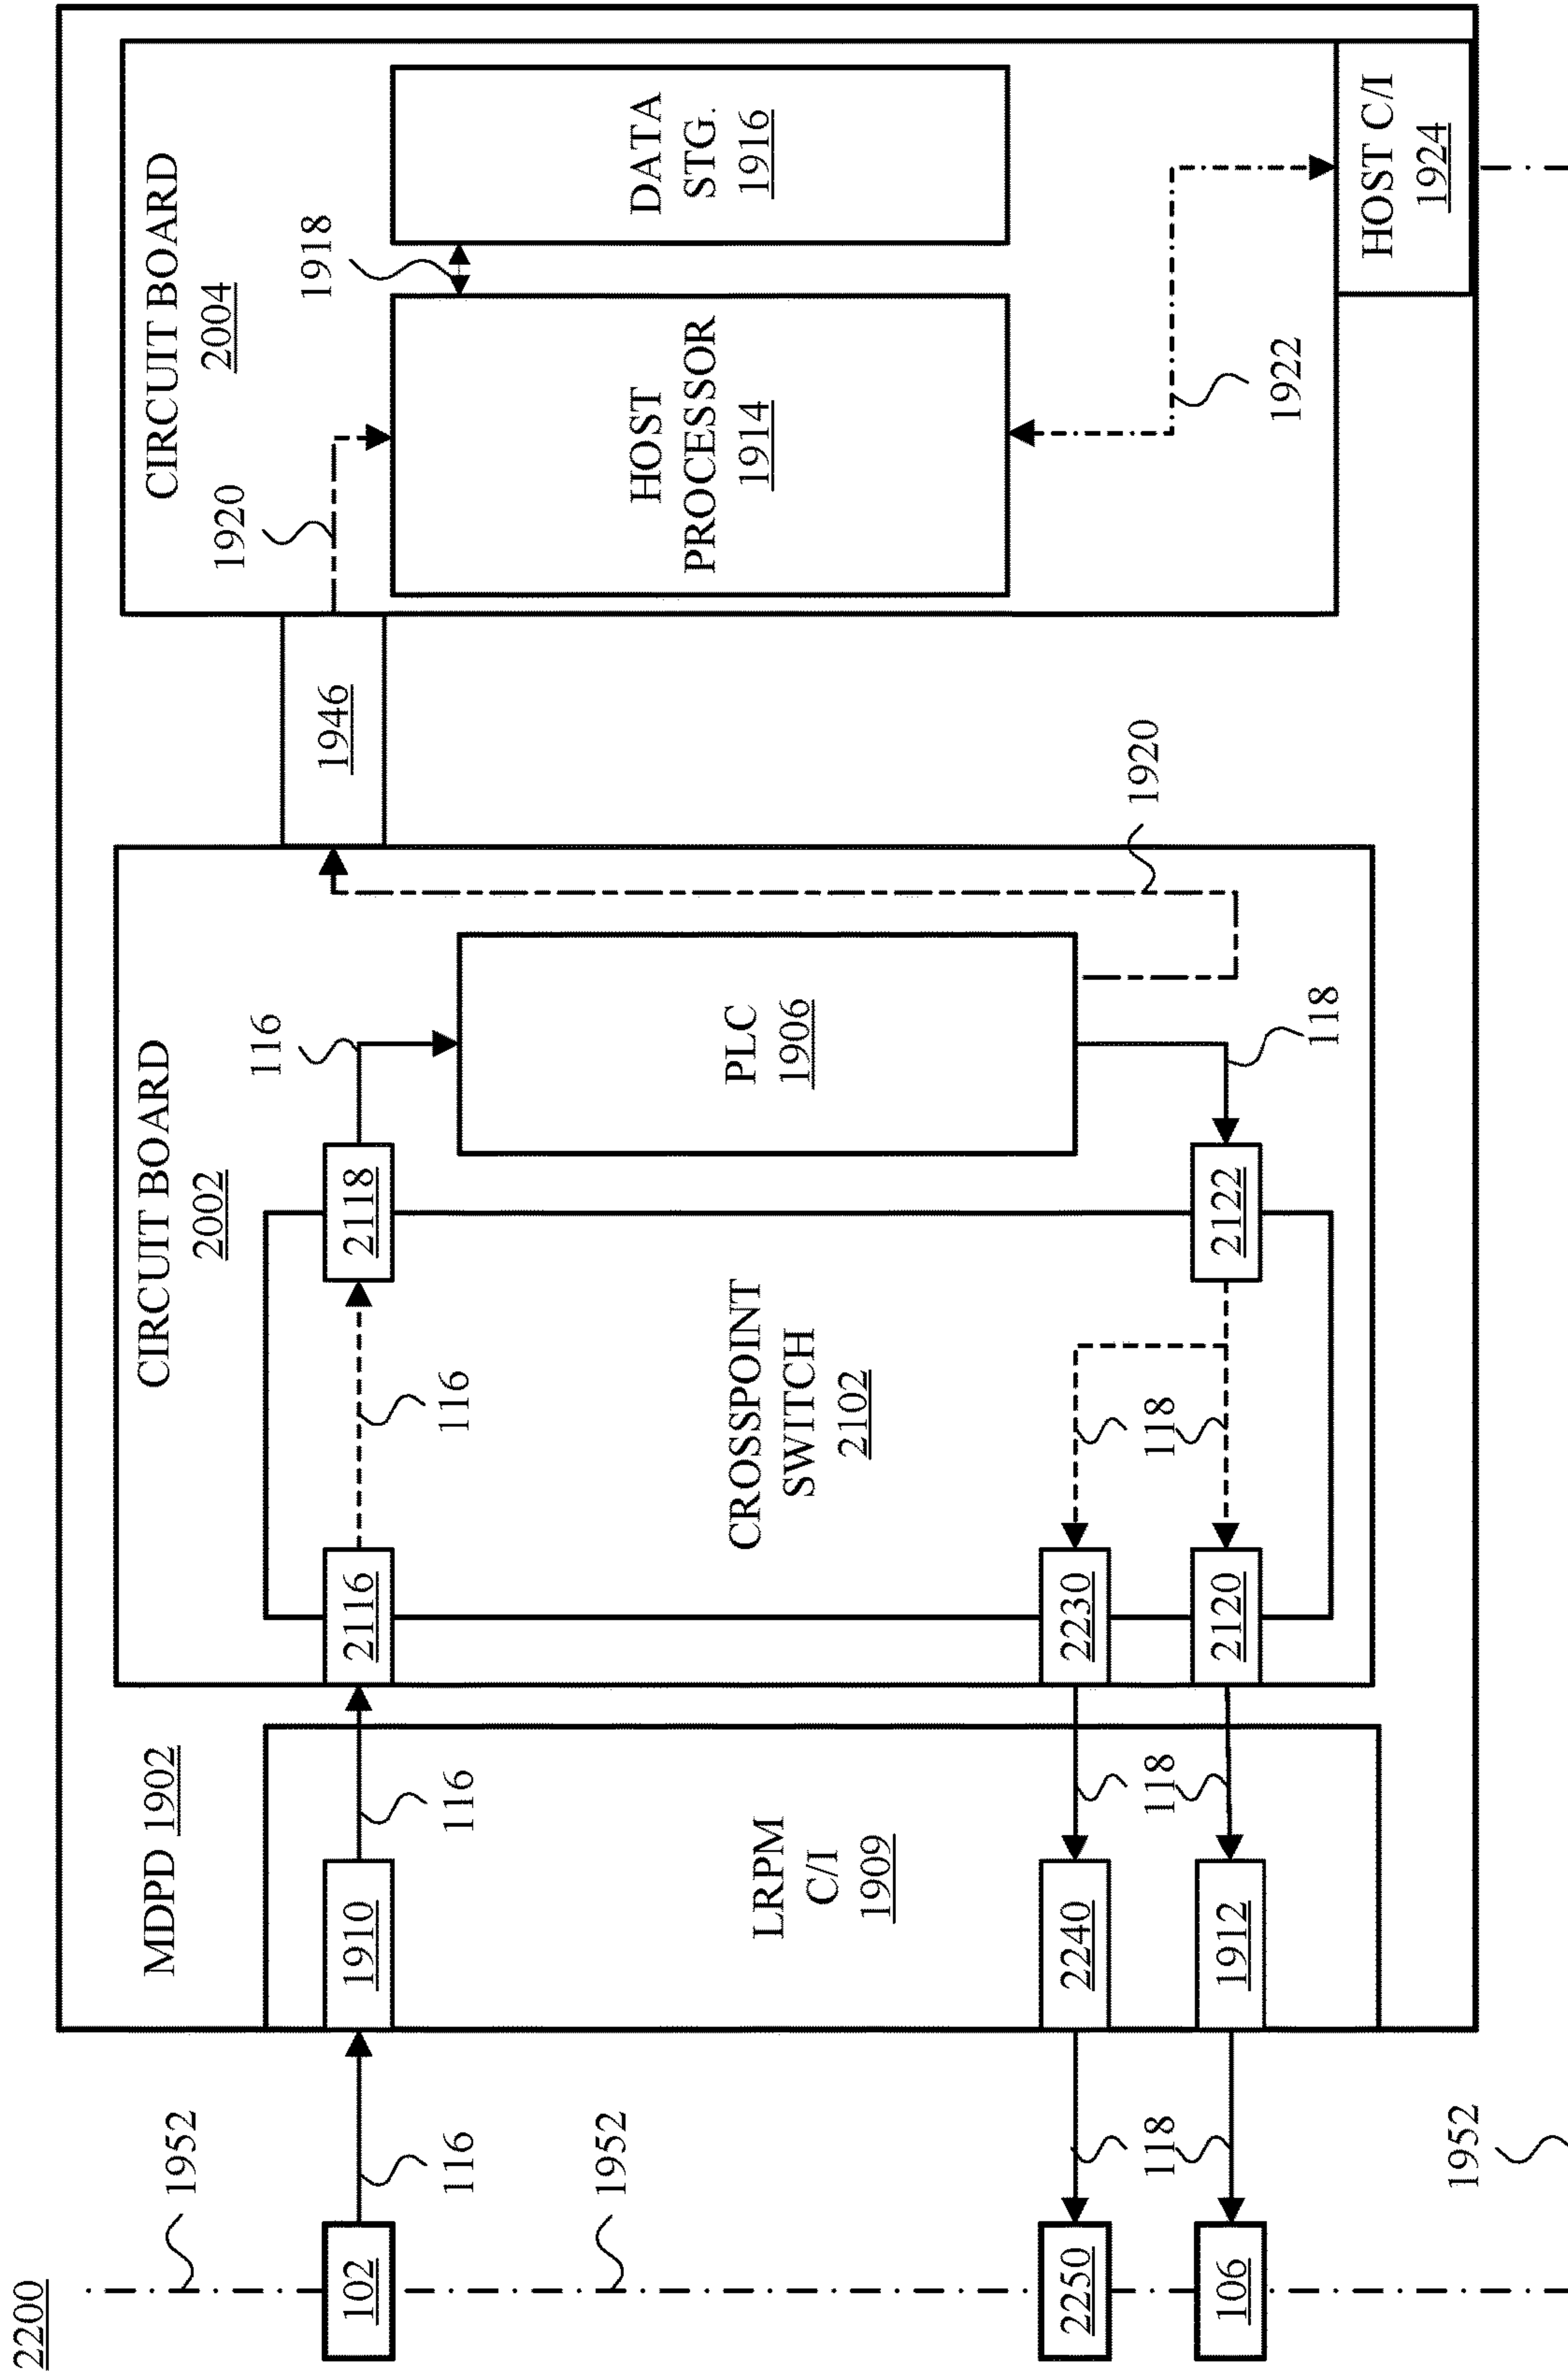 2200
1952
102
116
1952
2250
106
118
1952
MDPD 1902
1910
116
LRPM
C/I
1909
2240
1912
118
CIRCUIT BOARD
2002
2116
116
2118
116
CROSSPOINT
SWITCH
2102
2230
2120
118
2122
118
PLC
1906
1920
1946
CIRCUIT BOARD
2004
1920
1918
HOST
PROCESSOR
1914
DATA
STG.
1916
1922
HOST C/I
1924